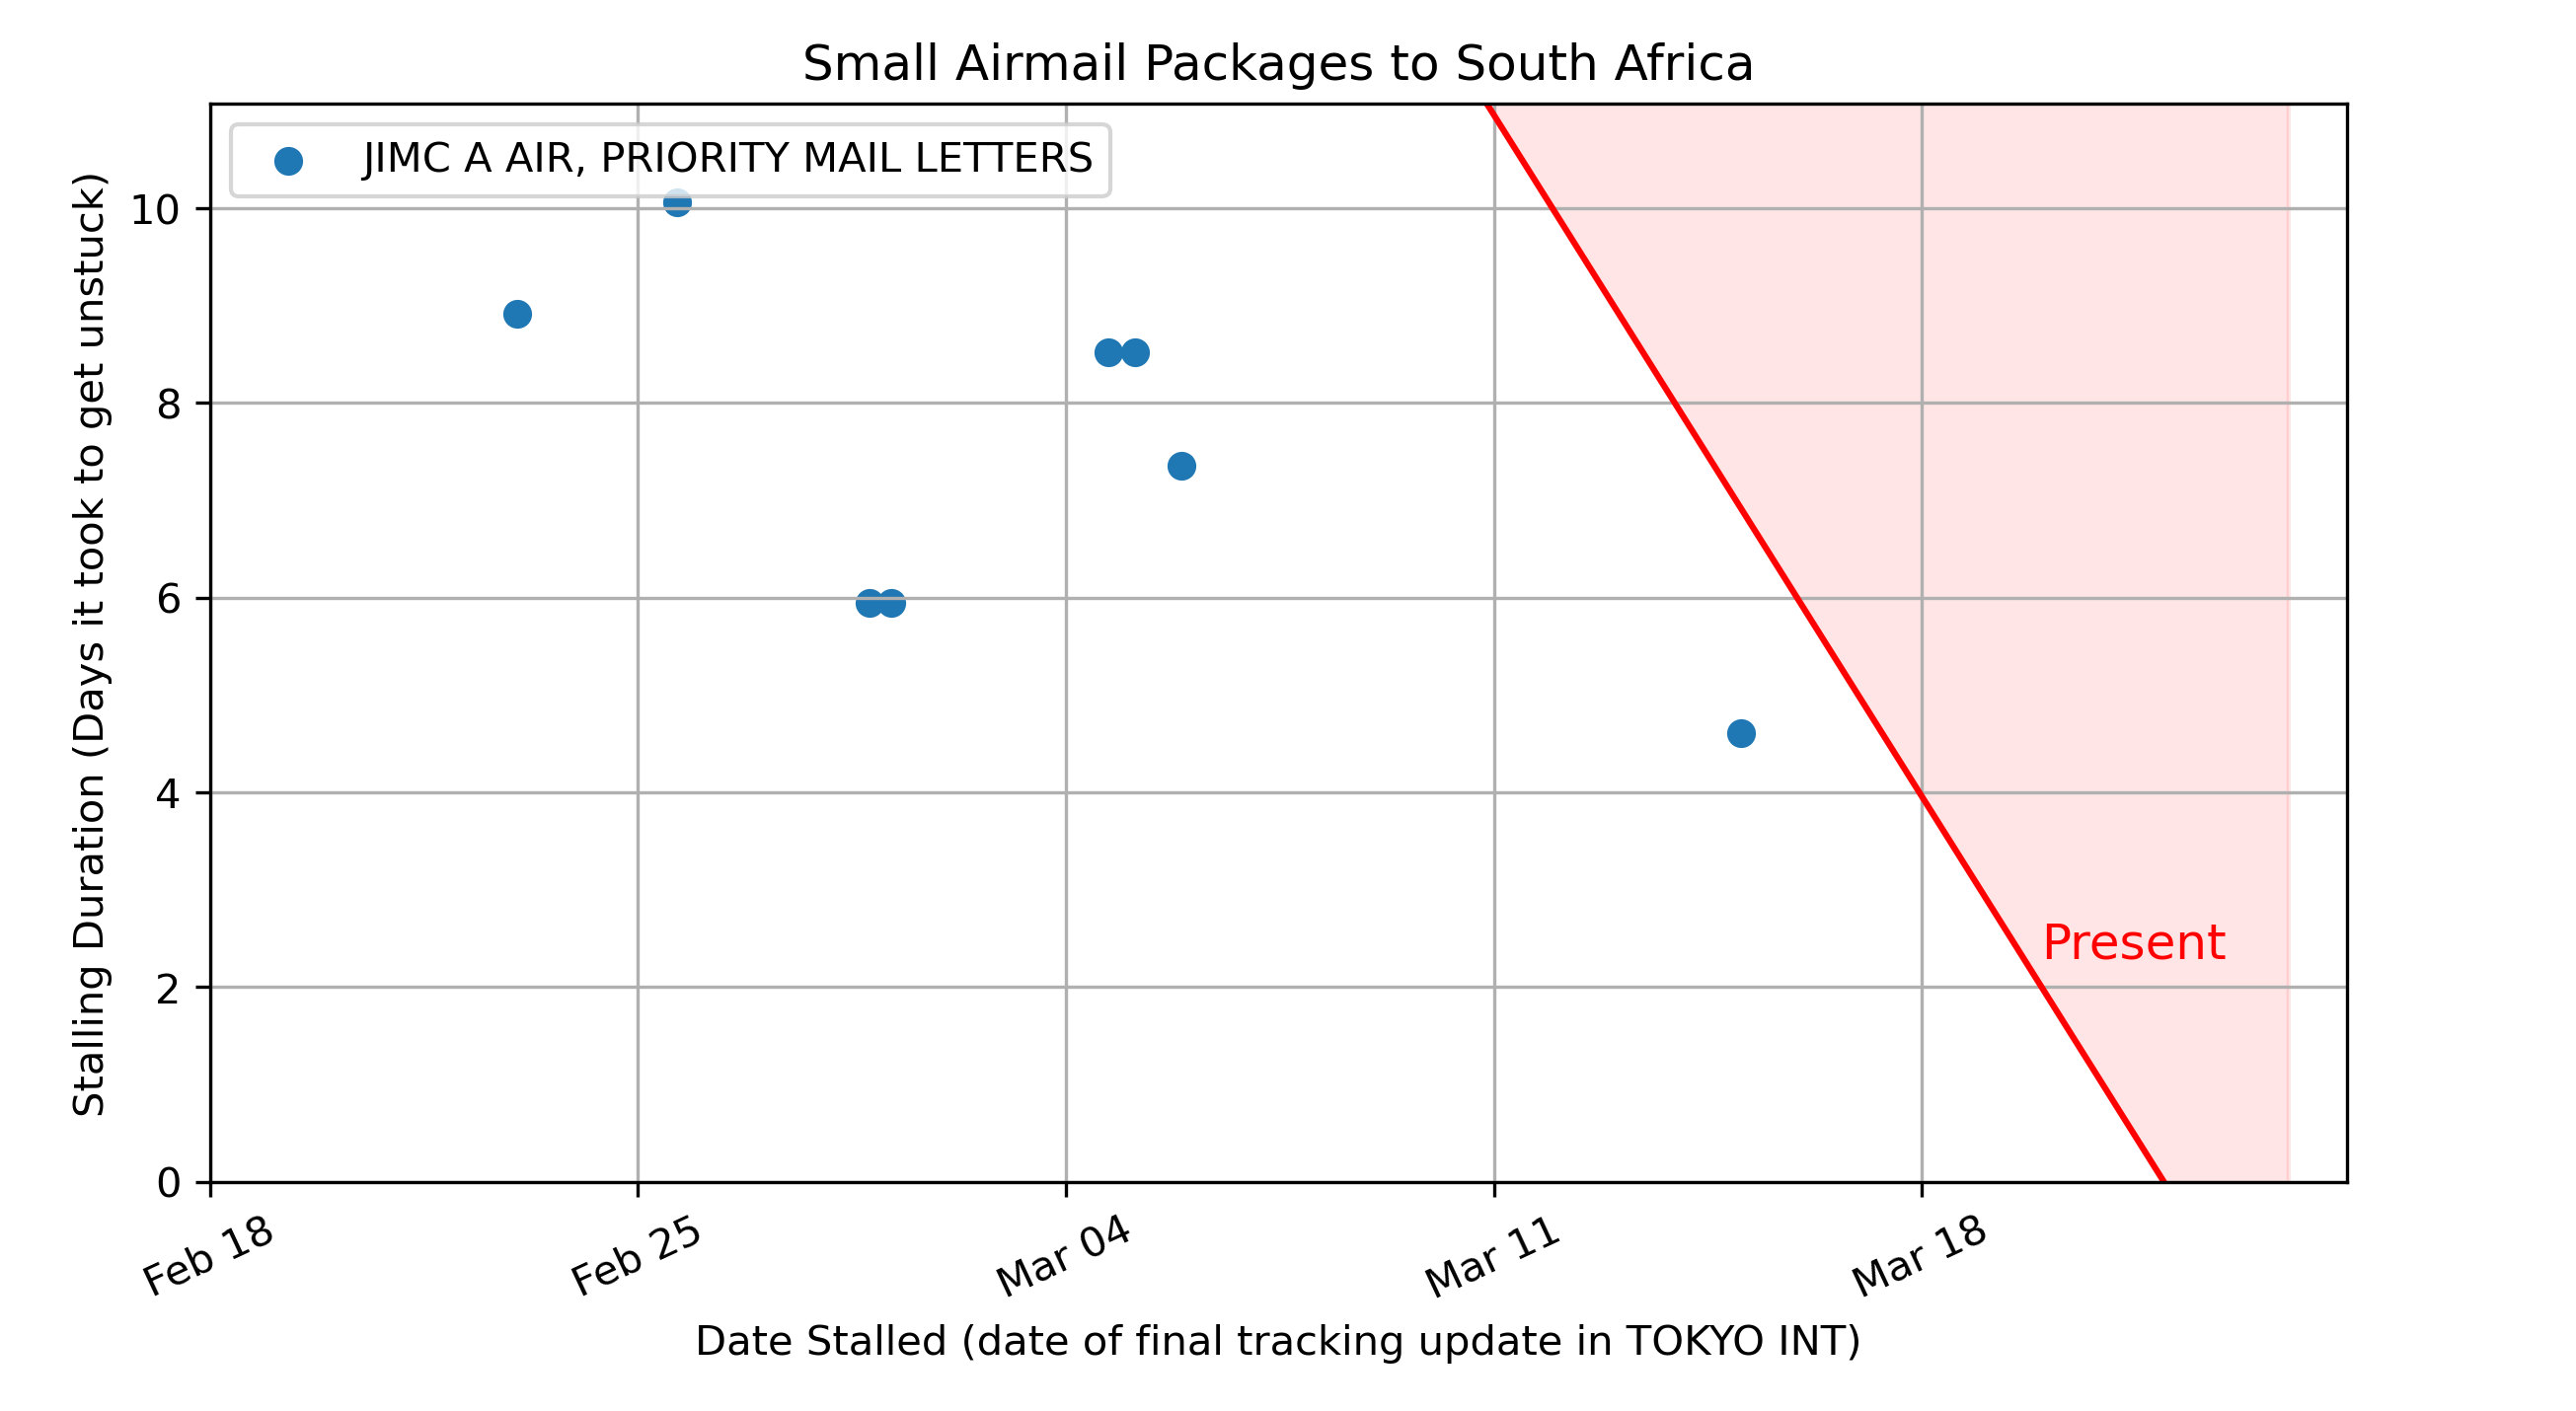 Small Airmail Packages to South Africa
JIMC A AIR, PRIORITY MAIL LETTERS
Stalling Duration (Days it took to get unstuck)
10
8
6
4
2
0
Present
Feb 18
Feb 25
Mar 04
Mar 11
Mar 18
Date Stalled (date of final tracking update in TOKYO INT)